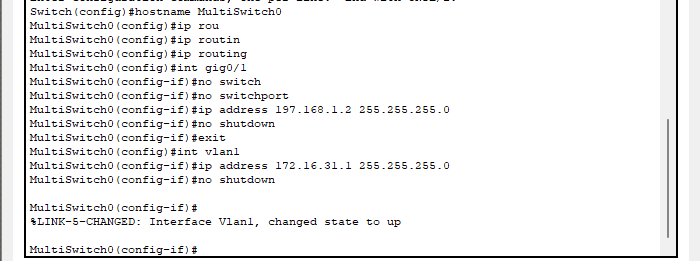 Switch(config)#hostname MultiSwitch0
MultiSwitch0(config)#ip rou
MultiSwitch0(config)#ip routin
MultiSwitch0(config)#ip routing
MultiSwitch0(config)#int gig0/1
MultiSwitch0(config-if)#no switch
MultiSwitch0(config-if)#no switchport
MultiSwitch0(config-if)#ip address 197.168.1.2 255.255.255.0
MultiSwitch0(config-if)#no shutdown
MultiSwitch0(config-if)#exit
MultiSwitch0(config)#int vlan1
MultiSwitch0(config-if)#ip address 172.16.31.1 255.255.255.0
MultiSwitch0(config-if)#no shutdown
MultiSwitch0(config-if)#
%LINK-5-CHANGED: Interface Vlan1, changed state to up
MultiSwitch0(config-if)#